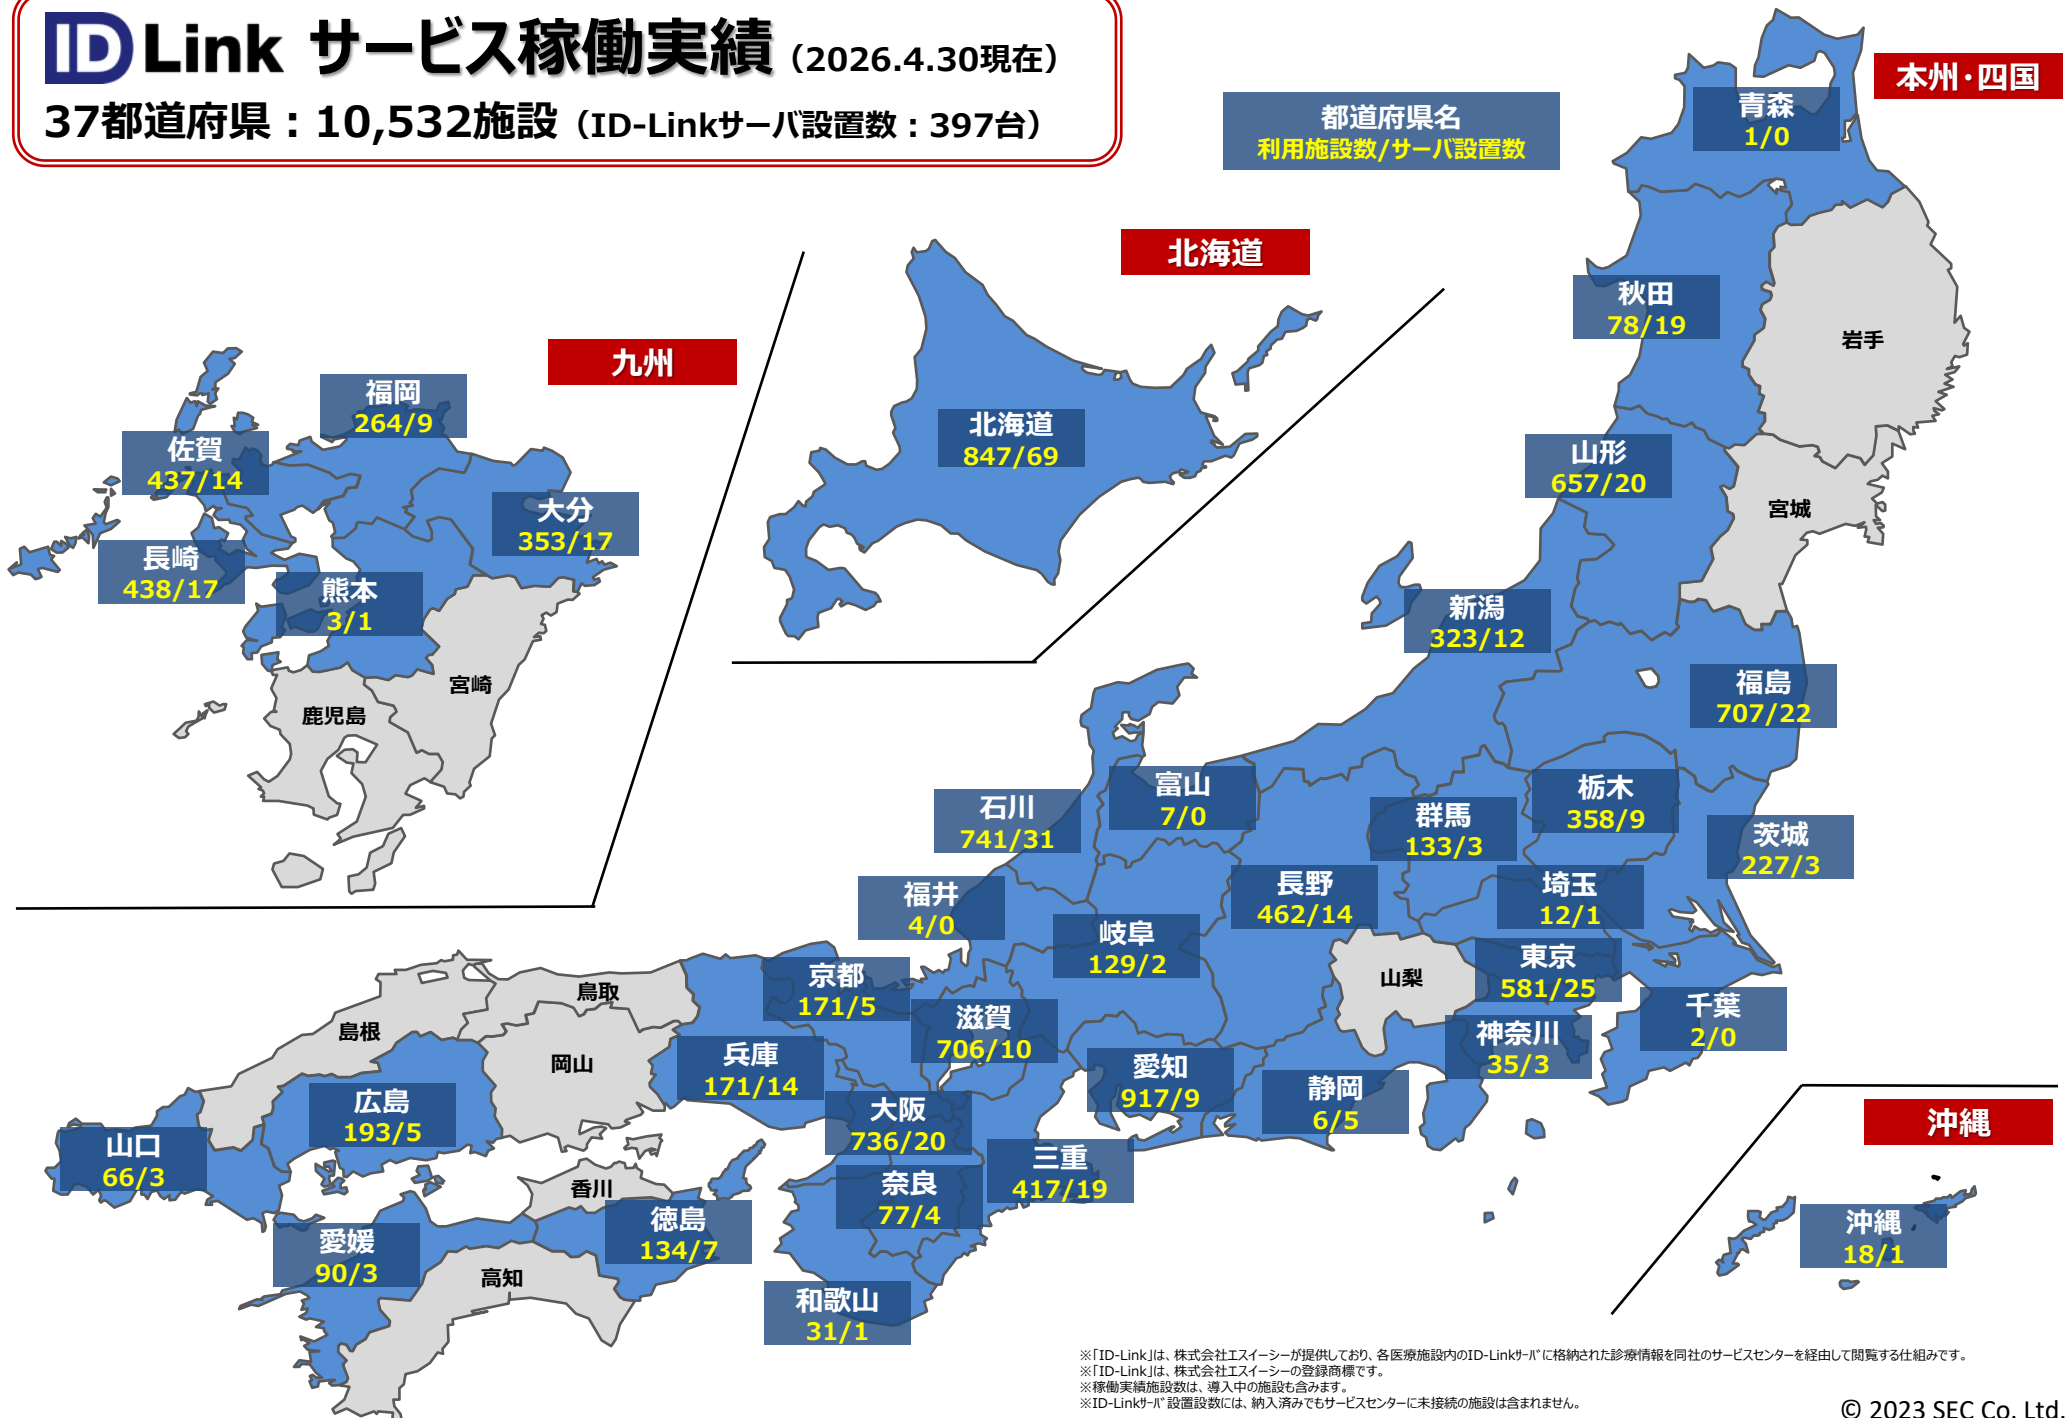 ID Link サービス稼働実績（2026.4.30現在）
37都道府県：10,532施設（ID-Linkサーバ設置数：397台）
都道府県名
利用施設数/サーバ設置数
本州・四国
青森
1/0
秋田
78/19
岩手
山形
657/20
宮城
新潟
323/12
福島
707/22
北海道
北海道
847/69
九州
福岡
264/9
佐賀
437/14
大分
353/17
長崎
438/17
熊本
3/1
宮崎
鹿児島
富山
7/0
石川
741/31
栃木
358/9
群馬
133/3
茨城
227/3
福井
4/0
長野
462/14
埼玉
12/1
岐阜
129/2
山梨
東京
581/25
千葉
2/0
神奈川
35/3
京都
171/5
滋賀
706/10
愛知
917/9
静岡
6/5
鳥取
島根
岡山
兵庫
171/14
広島
193/5
大阪
736/20
山口
66/3
三重
417/19
奈良
77/4
香川
徳島
134/7
愛媛
90/3
高知
和歌山
31/1
沖縄
沖縄
18/1
※「ID-Link」は、株式会社エスイーシーが提供しており、各医療施設内のID-Linkサーバに格納された診療情報を同社のサービスセンターを経由して閲覧する仕組みです。
※「ID-Link」は、株式会社エスイーシーの登録商標です。
※稼働実績施設数は、導入中の施設も含みます。
※ID-Linkサーバ設置設数には、納入済みでもサービスセンターに未接続の施設は含まれません。
© 2023 SEC Co. Ltd.